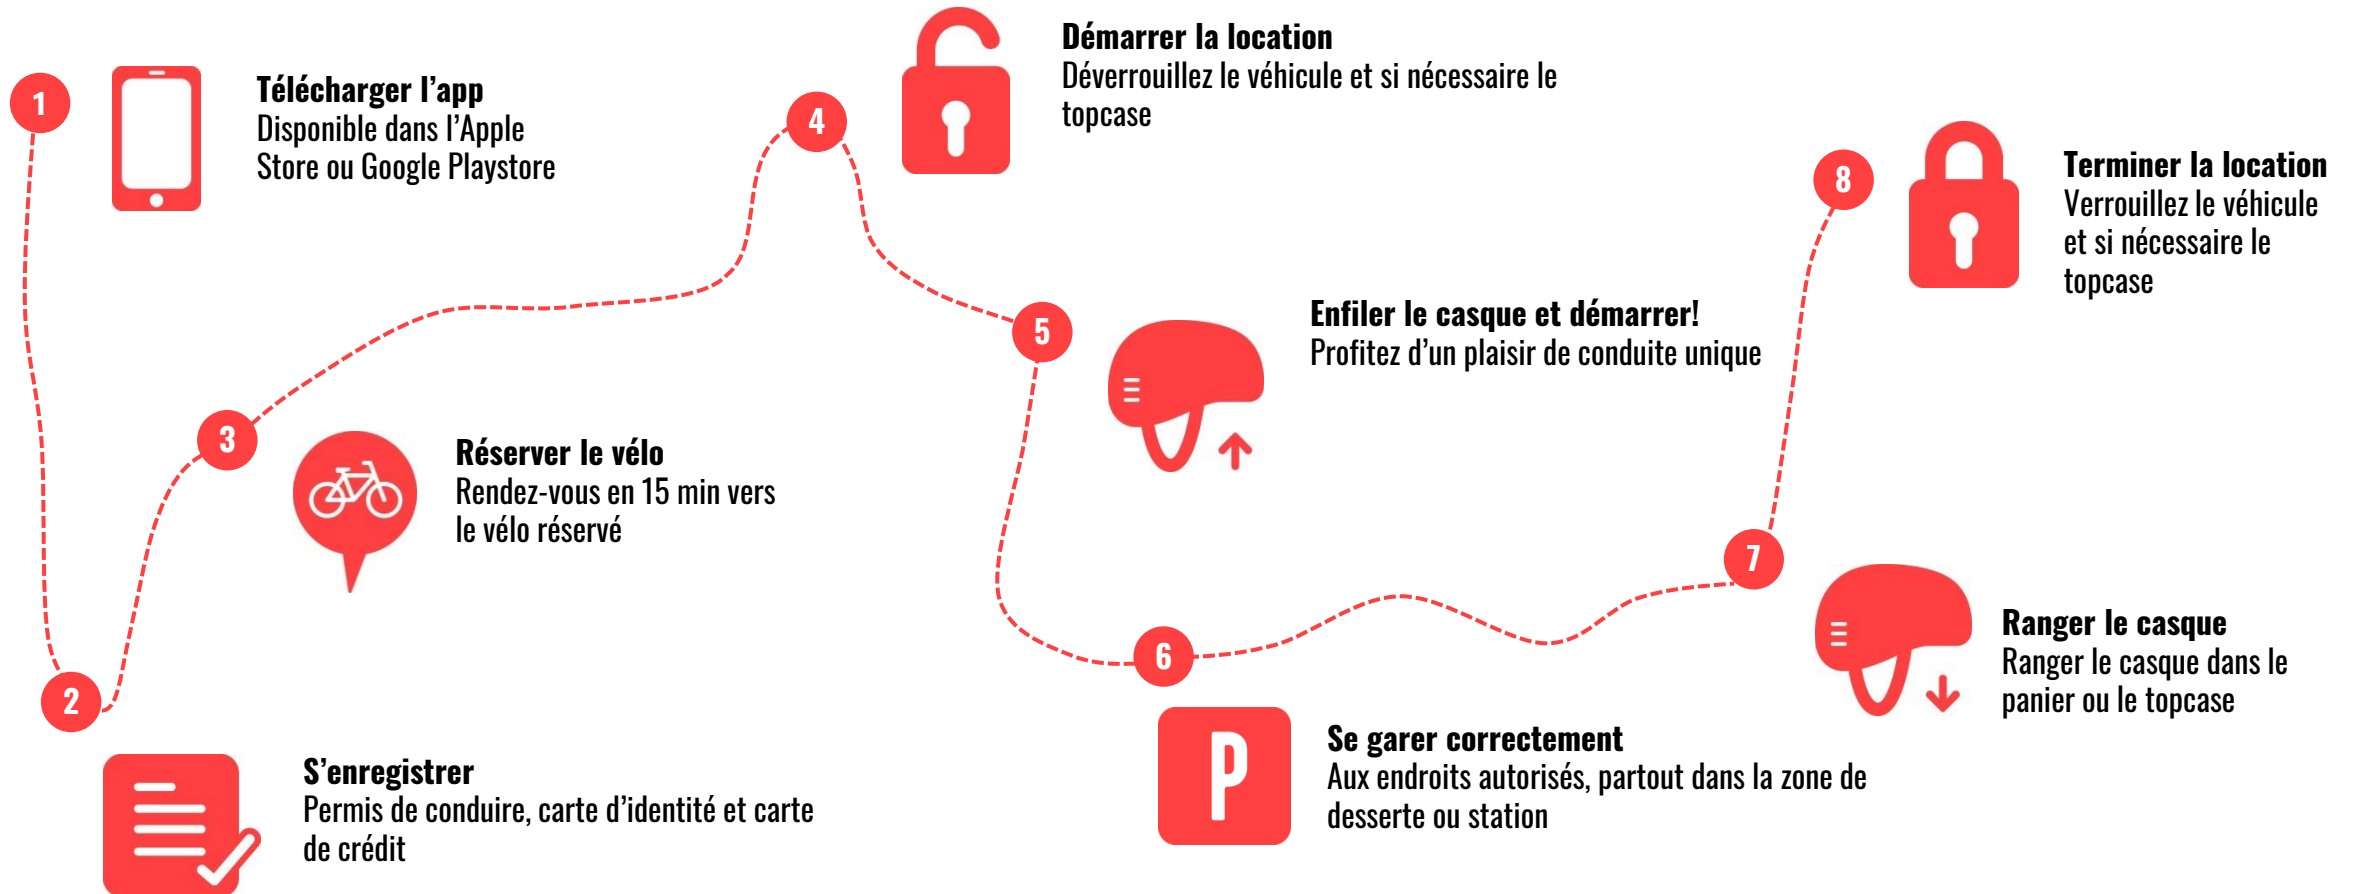 1
Télécharger l’app
Disponible dans l’Apple
Store ou Google Playstore
2
S’enregistrer
Permis de conduire, carte d’identité et carte
de crédit
3
Réserver le vélo
Rendez-vous en 15 min vers
le vélo réservé
4
Démarrer la location
Déverrouillez le véhicule et si nécessaire le
topcase
5
Enfiler le casque et démarrer!
Profitez d’un plaisir de conduite unique
6
P
Se garer correctement
Aux endroits autorisés, partout dans la zone de
desserte ou station
7
Ranger le casque
Ranger le casque dans le
panier ou le topcase
8
Terminer la location
Verrouillez le véhicule
et si nécessaire le
topcase